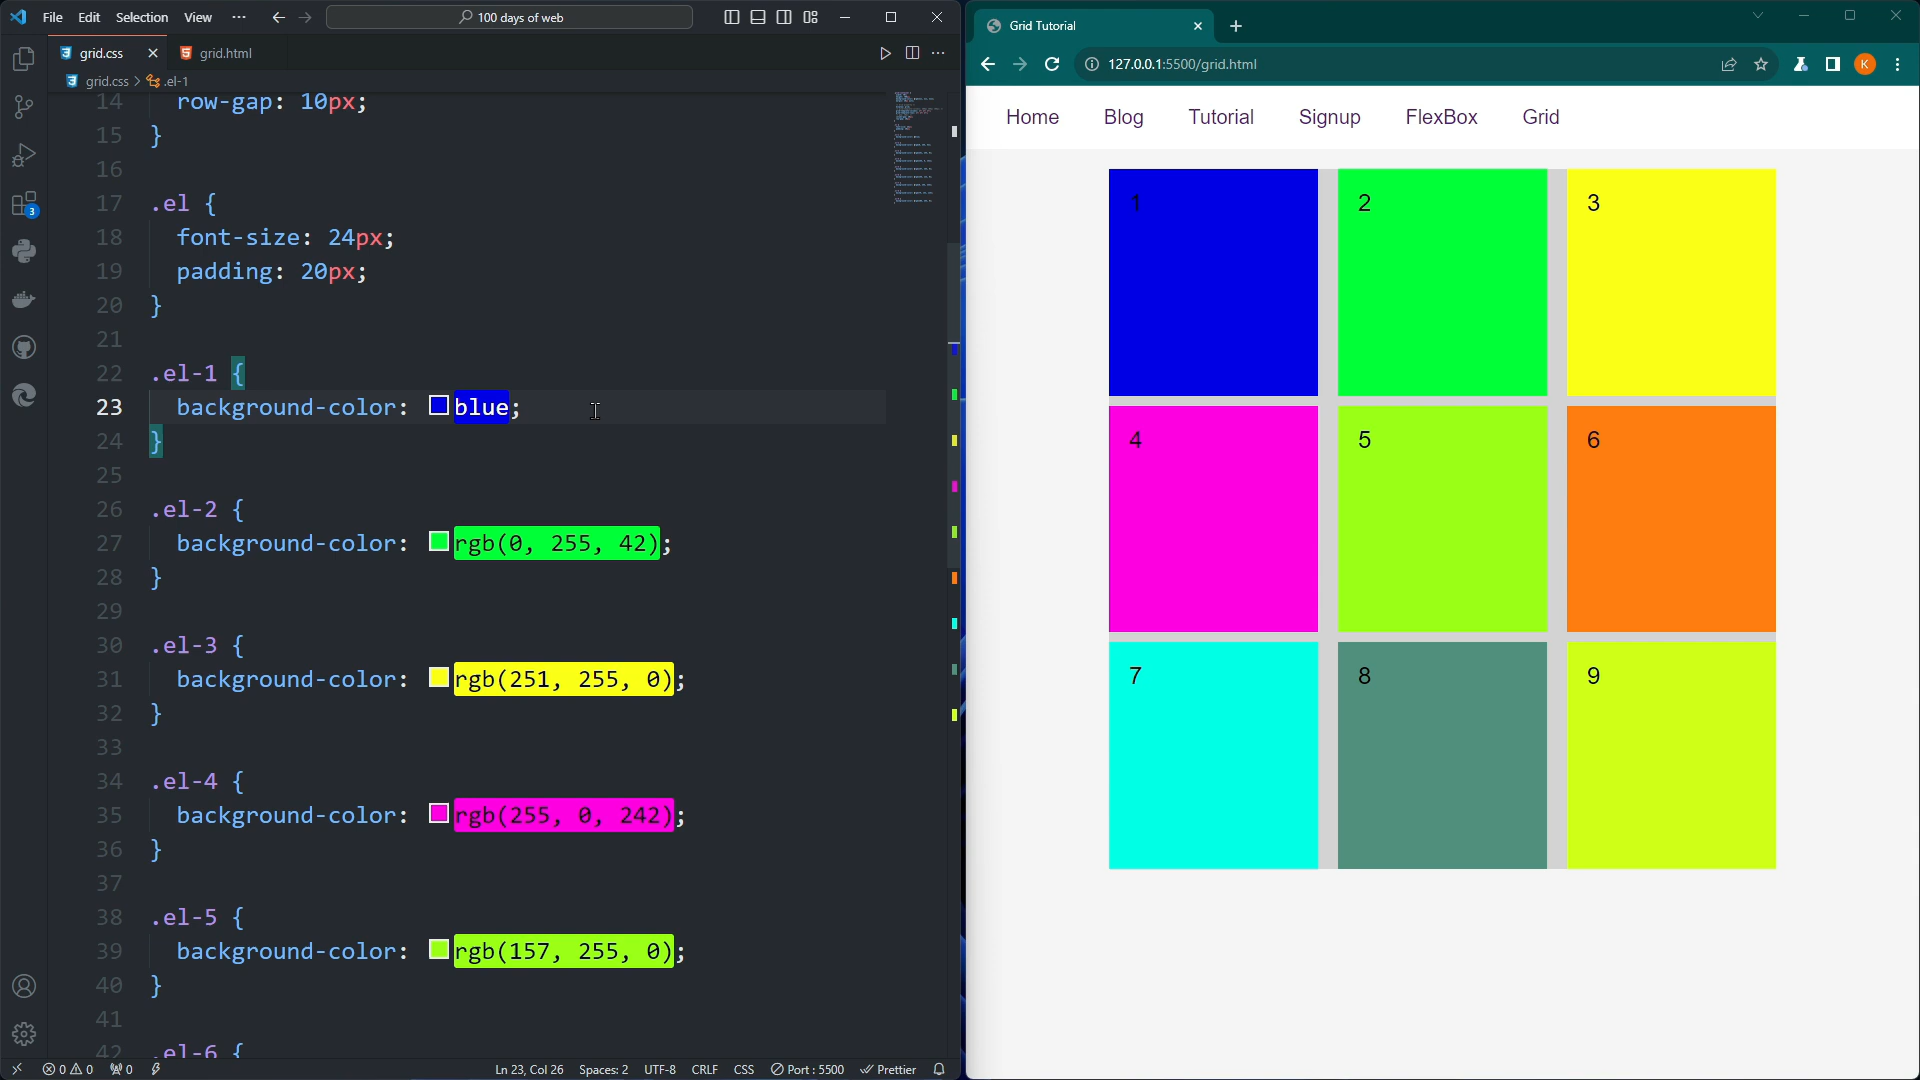 File Edit Selection View ··· 100 days of web
grid.css grid.html
grid.css > .el-1
14 row-gap: 10px;
15 }
16
17 .el {
18 font-size: 24px;
19 padding: 20px;
20 }
21
22 .el-1 {
23 background-color: blue;
24 }
25
26 .el-2 {
27 background-color: rgb(0, 255, 42);
28 }
29
30 .el-3 {
31 background-color: rgb(251, 255, 0);
32 }
33
34 .el-4 {
35 background-color: rgb(255, 0, 242);
36 }
37
38 .el-5 {
39 background-color: rgb(157, 255, 0);
40 }
41
42 .el-6 {
3
0 0 0 Ln 23, Col 26 Spaces: 2 UTF-8 CRLF CSS Port : 5500 Prettier
Grid Tutorial
127.0.0.1:5500/grid.html K
Home Blog Tutorial Signup FlexBox Grid
1 2 3
4 5 6
7 8 9